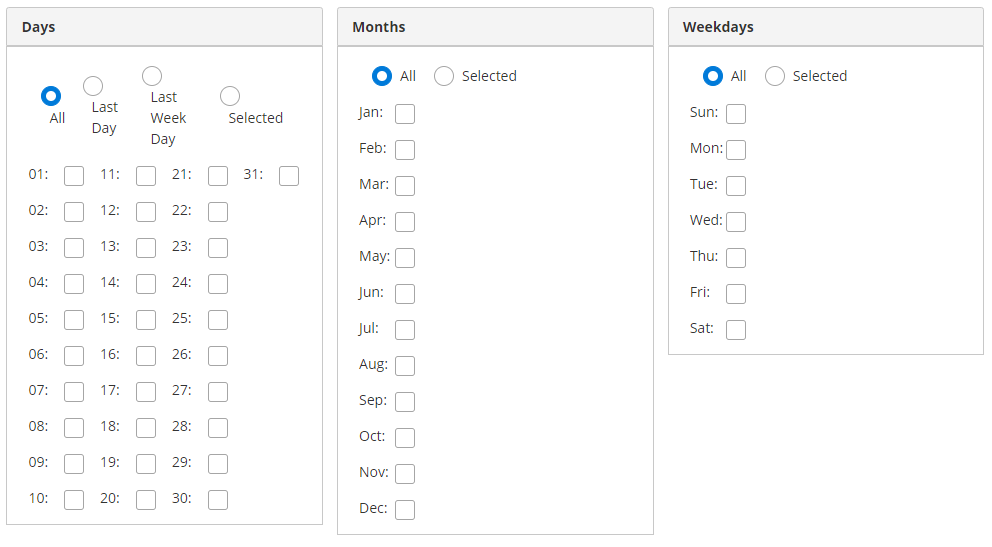 Days
All
Last
Day
Last
Week
Day
Selected
01: 11: 21: 31:
02: 12: 22:
03: 13: 23:
04: 14: 24:
05: 15: 25:
06: 16: 26:
07: 17: 27:
08: 18: 28:
09: 19: 29:
10: 20: 30:
Months
All Selected
Jan:
Feb:
Mar:
Apr:
May:
Jun:
Jul:
Aug:
Sep:
Oct:
Nov:
Dec:
Weekdays
All Selected
Sun:
Mon:
Tue:
Wed:
Thu:
Fri:
Sat: